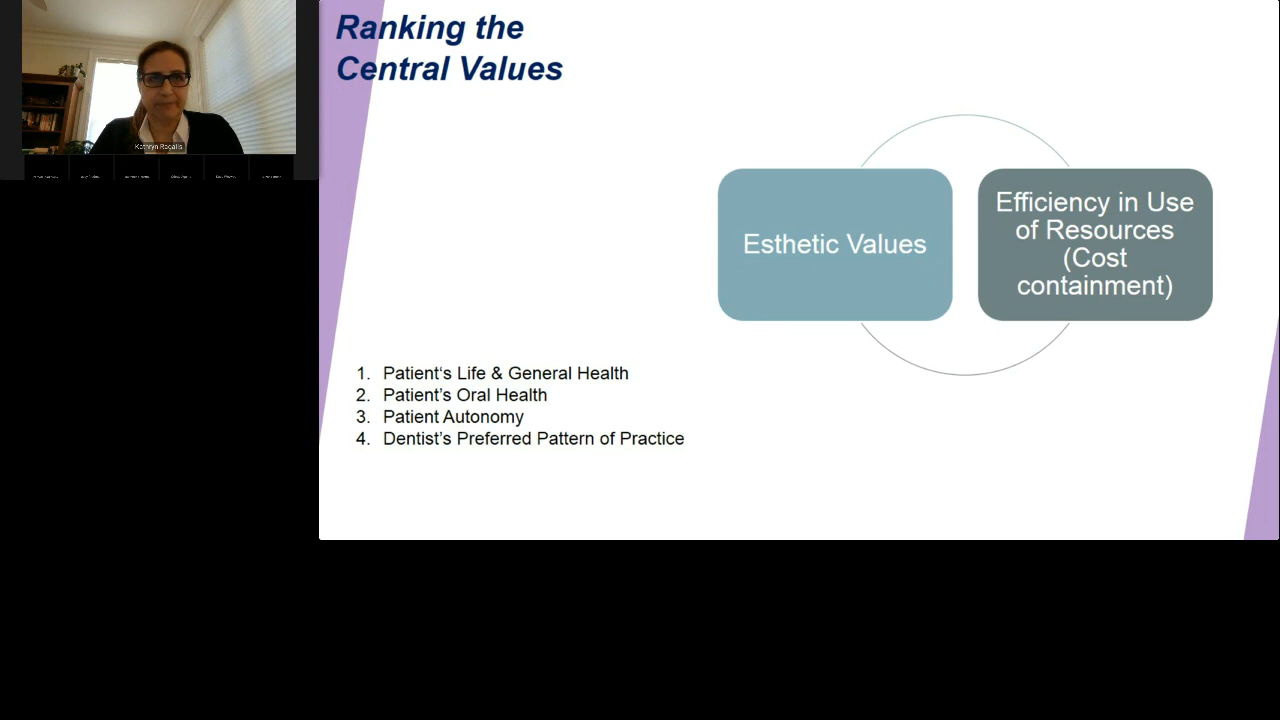 Ranking the
Central Values
Kathryn Ragalis
Esthetic Values
Efficiency in Use
of Resources
(Cost
containment)
1. Patient‘s Life & General Health
2. Patient’s Oral Health
3. Patient Autonomy
4. Dentist’s Preferred Pattern of Practice